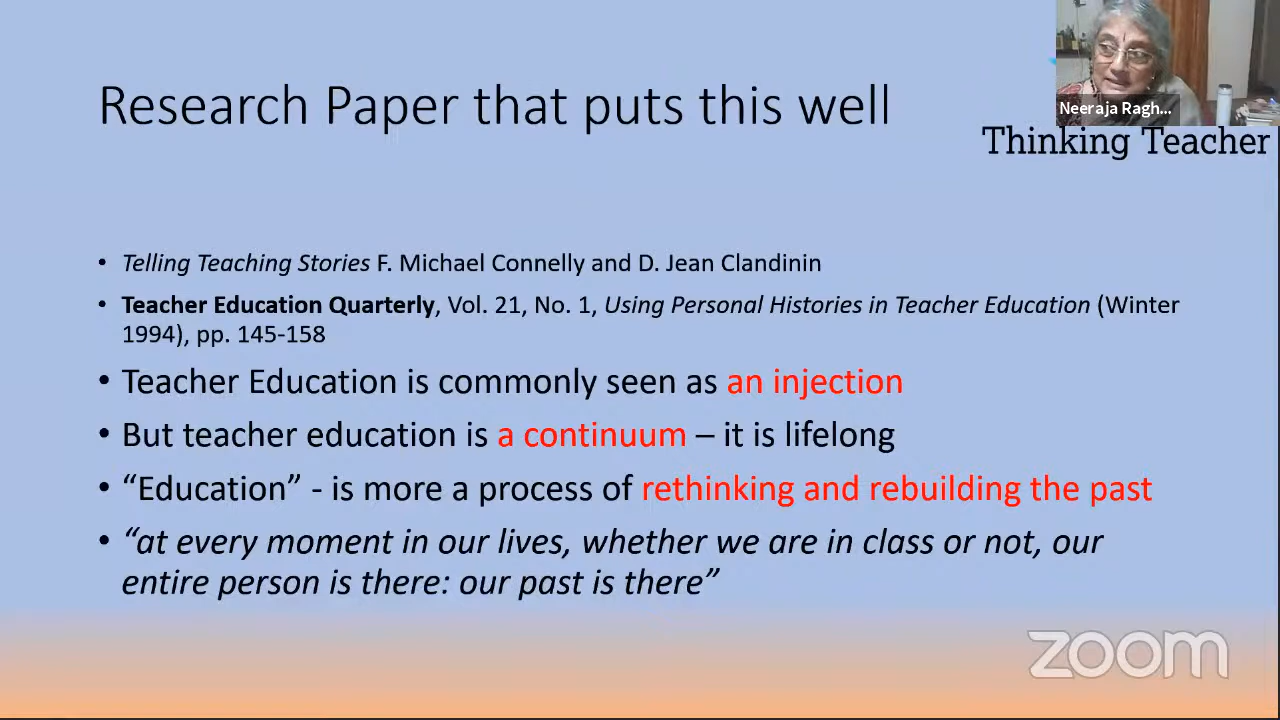 Research Paper that puts this well
Neeraja Ragh...
Thinking Teacher
• Telling Teaching Stories F. Michael Connelly and D. Jean Clandinin
• Teacher Education Quarterly, Vol. 21, No. 1, Using Personal Histories in Teacher Education (Winter
1994), pp. 145-158
• Teacher Education is commonly seen as an injection
• But teacher education is a continuum – it is lifelong
• “Education” - is more a process of rethinking and rebuilding the past
• “at every moment in our lives, whether we are in class or not, our
entire person is there: our past is there”
zoom